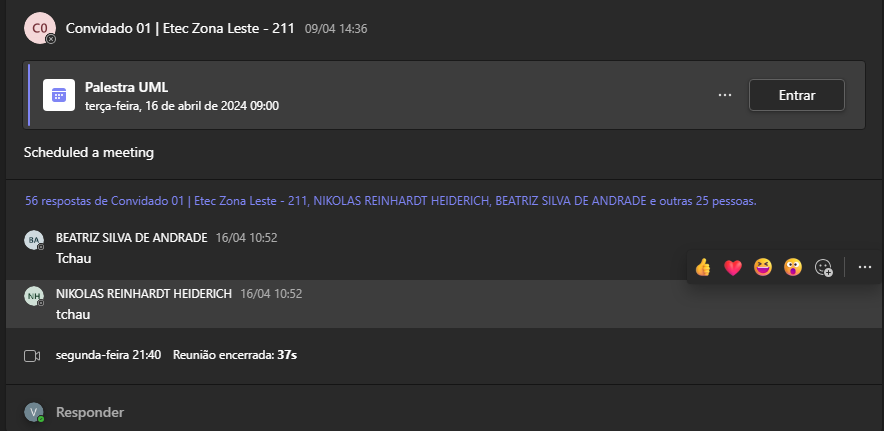 C0
Convidado 01 | Etec Zona Leste - 211 09/04 14:36
Palestra UML
terça-feira, 16 de abril de 2024 09:00
Entrar
Scheduled a meeting
56 respostas de Convidado 01 | Etec Zona Leste - 211, NIKOLAS REINHARDT HEIDERICH, BEATRIZ SILVA DE ANDRADE e outras 25 pessoas.
BA
BEATRIZ SILVA DE ANDRADE 16/04 10:52
Tchau
NH
NIKOLAS REINHARDT HEIDERICH 16/04 10:52
tchau
segunda-feira 21:40 Reunião encerrada: 37s
V
Responder